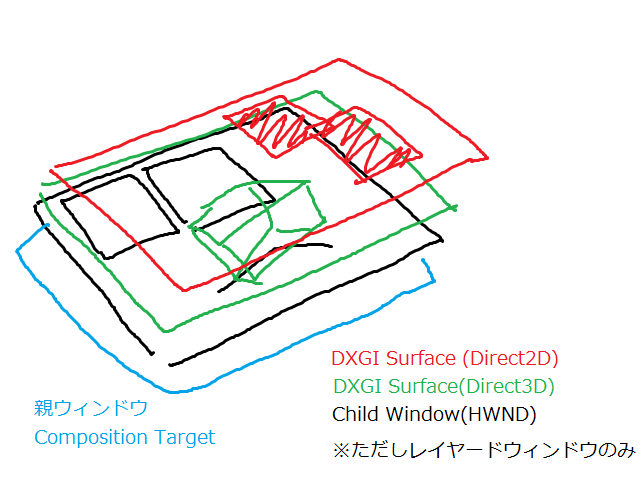 DXGI Surface (Direct2D)
DXGI Surface(Direct3D)
Child Window(HWND)
※ただしレイヤードウィンドウのみ
親ウィンドウ
Composition Target